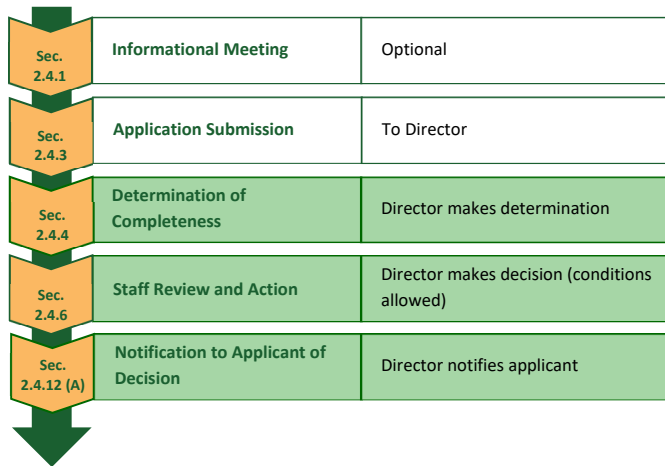 Sec.
2.4.1
Informational Meeting
Optional
Sec.
2.4.3
Application Submission
To Director
Sec.
2.4.4
Determination of
Completeness
Director makes determination
Sec.
2.4.6
Staff Review and Action
Director makes decision (conditions
allowed)
Sec.
2.4.12 (A)
Notification to Applicant of
Decision
Director notifies applicant